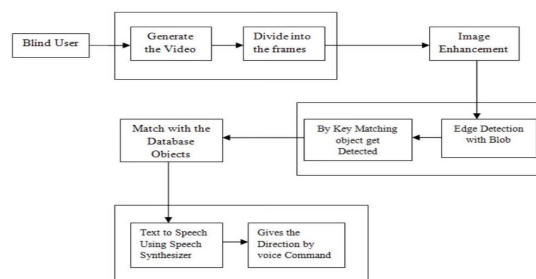 Blind User
Generate
the Video
Divide into
the frames
Image
Enhancement
Edge Detection
with Blob
By Key Matching
object get
Detected
Match with the
Database
Objects
Text to Speech
Using Speech
Synthesizer
Gives the
Direction by
voice Command